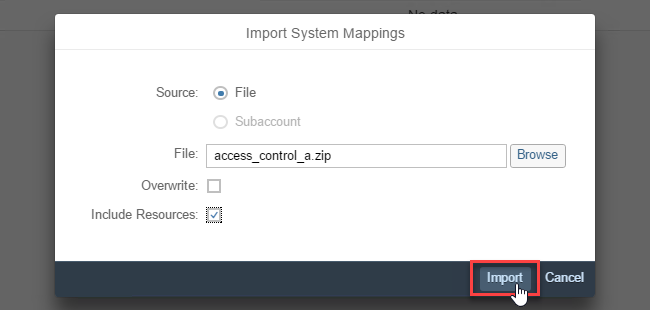 No data
Import System Mappings
Source: File
Subaccount
File: access_control_a.zip Browse
Overwrite:
Include Resources:
Import Cancel